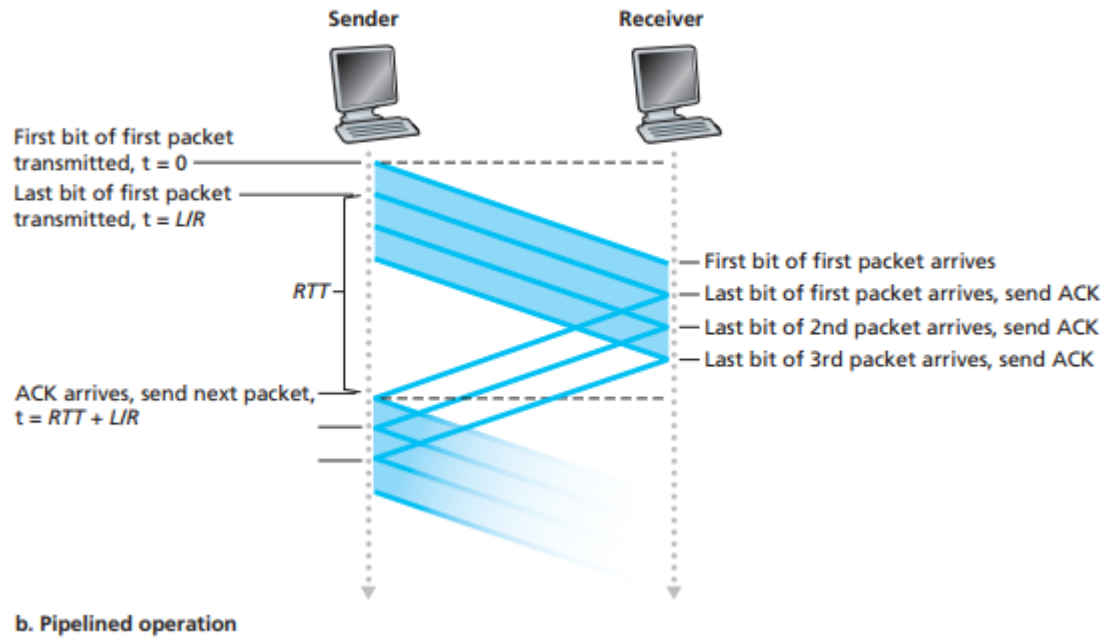 Sender
Receiver
First bit of first packet
transmitted, t = 0
Last bit of first packet
transmitted, t = L/R
First bit of first packet arrives
Last bit of first packet arrives, send ACK
RTT
Last bit of 2nd packet arrives, send ACK
Last bit of 3rd packet arrives, send ACK
ACK arrives, send next packet,
t = RTT + L/R
b. Pipelined operation